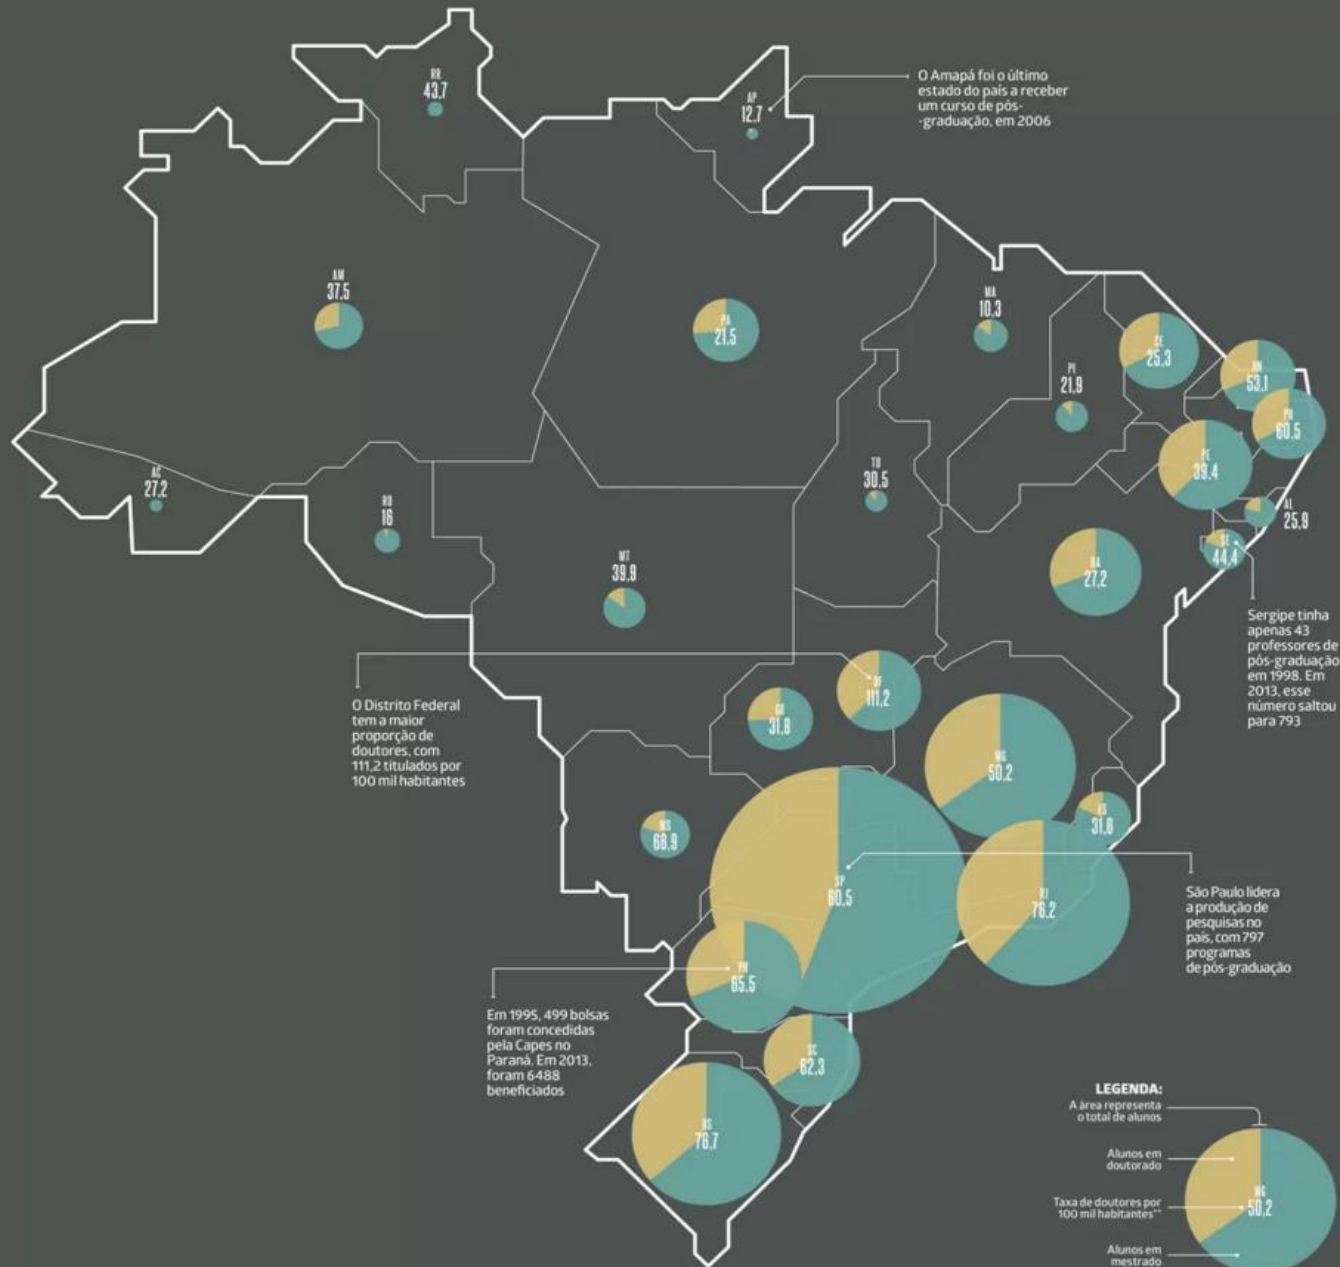 RR
43,7
AP
12,7
O Amapá foi o último
estado do país a receber
um curso de pós-
-graduação, em 2006
AM
37,5
PA
21,5
MA
10,3
PI
21,9
SE
25,3
RN
53,1
PB
60,5
PE
39,4
AL
25,9
SE
44,4
Sergipe tinha
apenas 43
professores de
pós-graduação
em 1998. Em
2013, esse
número saltou
para 793
AC
27,2
RO
16
TO
30,5
BA
27,2
MT
39,9
O Distrito Federal
tem a maior
proporção de
doutores, com
111,2 titulados por
100 mil habitantes
GO
31,8
DF
111,2
MG
50,2
ES
31,6
MS
66,9
SP
60,5
RJ
76,2
São Paulo lidera
a produção de
pesquisas no
país, com 797
programas
de pós-graduação
PR
65,5
Em 1995, 499 bolsas
foram concedidas
pela Capes no
Paraná. Em 2013,
foram 6488
beneficiados
SC
62,3
RS
76,7
LEGENDA:
A área representa
o total de alunos
Alunos em
doutorado
Taxa de doutores por
100 mil habitantes**
MG
50,2
Alunos em
mestrado